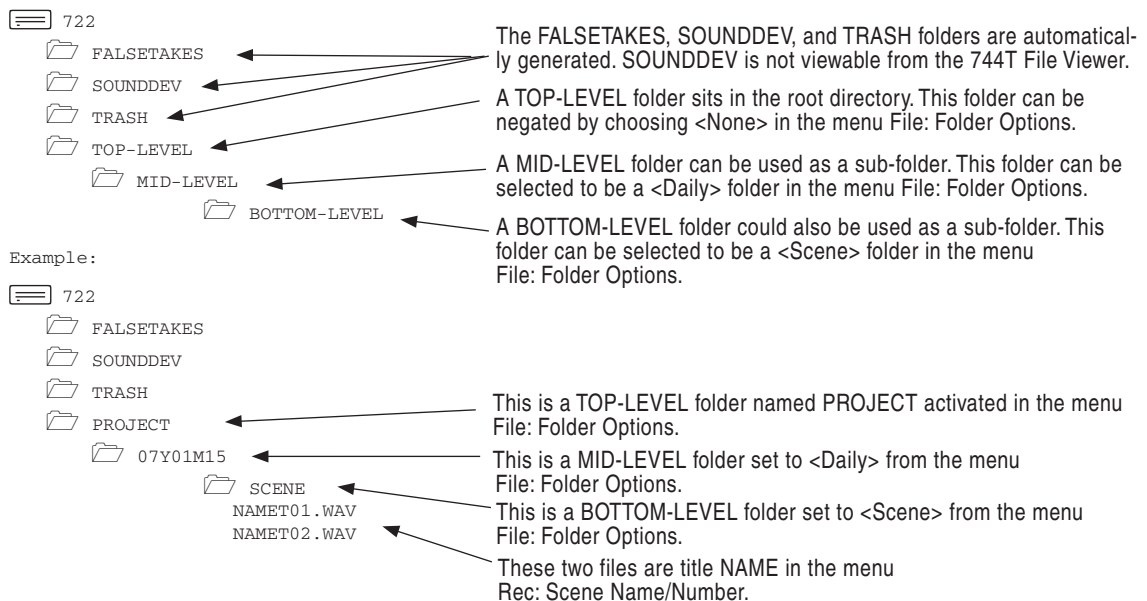 722
FALSETAKES
SOUNDDEV
TRASH
TOP-LEVEL
MID-LEVEL
BOTTOM-LEVEL
The FALSETAKES, SOUNDDEV, and TRASH folders are automatical-
ly generated. SOUNDDEV is not viewable from the 744T File Viewer.
A TOP-LEVEL folder sits in the root directory. This folder can be
negated by choosing <None> in the menu File: Folder Options.
A MID-LEVEL folder can be used as a sub-folder. This folder can be
selected to be a <Daily> folder in the menu File: Folder Options.
A BOTTOM-LEVEL folder could also be used as a sub-folder. This
folder can be selected to be a <Scene> folder in the menu
File: Folder Options.
Example:
722
FALSETAKES
SOUNDDEV
TRASH
PROJECT
07Y01M15
SCENE
NAMET01.WAV
NAMET02.WAV
This is a TOP-LEVEL folder named PROJECT activated in the menu
File: Folder Options.
This is a MID-LEVEL folder set to <Daily> from the menu
File: Folder Options.
This is a BOTTOM-LEVEL folder set to <Scene> from the menu
File: Folder Options.
These two files are title NAME in the menu
Rec: Scene Name/Number.